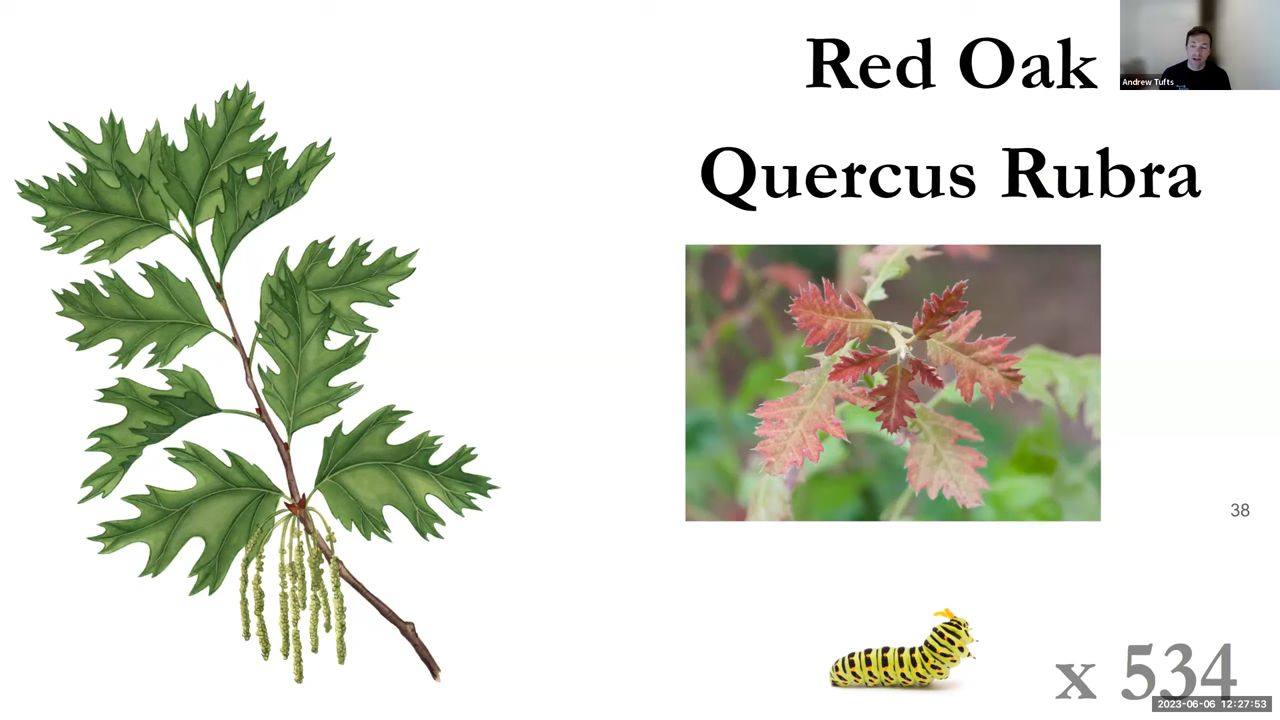 Red Oak
Andrew Tufts
Quercus Rubra
38
x 534
2023-06-06 12:27:53